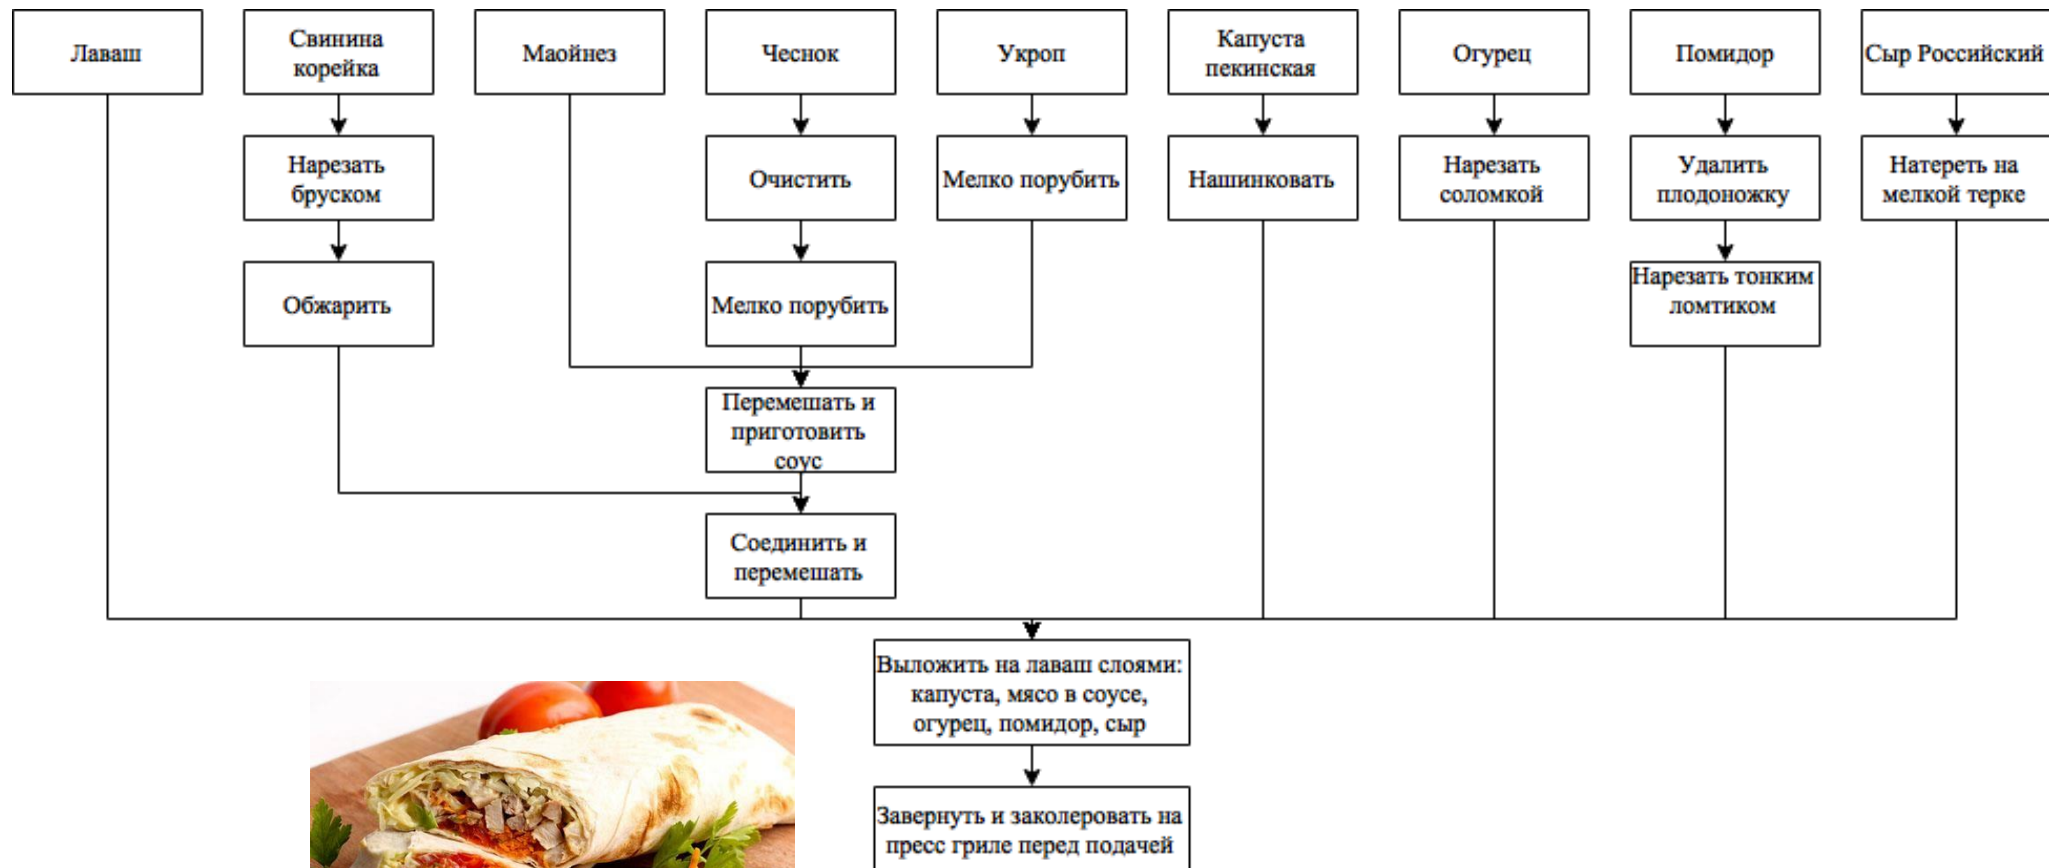 Лаваш
Свинина
корейка
Маойнез
Чеснок
Укроп
Капуста
пекинская
Огурец
Помидор
Сыр Российский
Нарезать
бруском
Очистить
Мелко порубить
Нашинковать
Нарезать
соломкой
Удалить
плодоножку
Натереть на
мелкой терке
Обжарить
Мелко порубить
Нарезать тонким
ломтиком
Перемешать и
приготовить
соус
Соединить и
перемешать
Выложить на лаваш слоями:
капуста, мясо в соусе,
огурец, помидор, сыр
Завернуть и заколеровать на
пресс гриле перед подачей